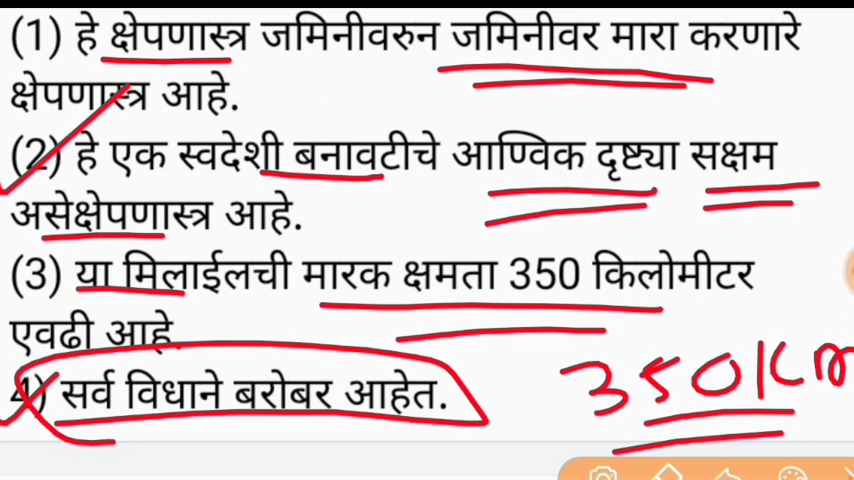 (1) हे क्षेपणास्त्र जमिनीवरुन जमिनीवर मारा करणारे
क्षेपणास्त्र आहे.
(2) हे एक स्वदेशी बनावटीचे आण्विक दृष्ट्या सक्षम
असेक्षेपणास्त्र आहे.
(3) या मिलाईलची मारक क्षमता 350 किलोमीटर
एवढी आहे.
4) सर्व विधाने बरोबर आहेत.
350Km